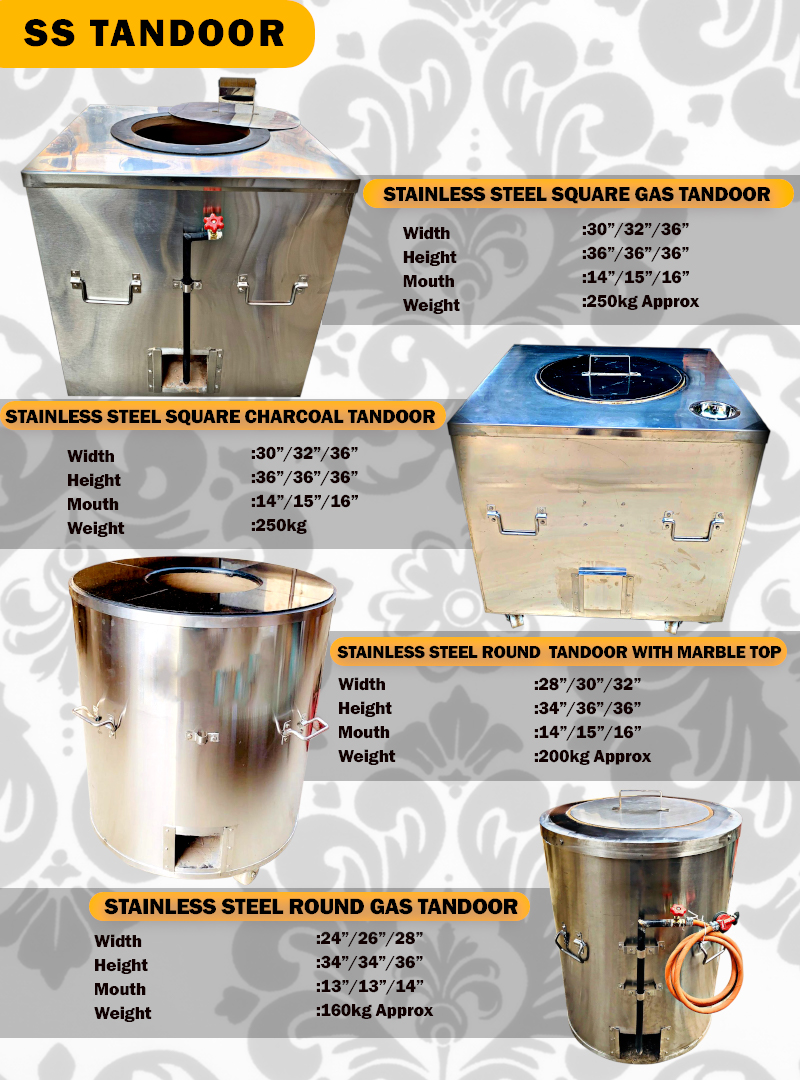 SS TANDOOR
STAINLESS STEEL SQUARE GAS TANDOOR
Width :30”/32”/36”
Height :36”/36”/36”
Mouth :14”/15”/16”
Weight :250kg Approx
STAINLESS STEEL SQUARE CHARCOAL TANDOOR
Width :30”/32”/36”
Height :36”/36”/36”
Mouth :14”/15”/16”
Weight :250kg
STAINLESS STEEL ROUND TANDOOR WITH MARBLE TOP
Width :28”/30”/32”
Height :34”/36”/36”
Mouth :14”/15”/16”
Weight :200kg Approx
STAINLESS STEEL ROUND GAS TANDOOR
Width :24”/26”/28”
Height :34”/34”/36”
Mouth :13”/13”/14”
Weight :160kg Approx